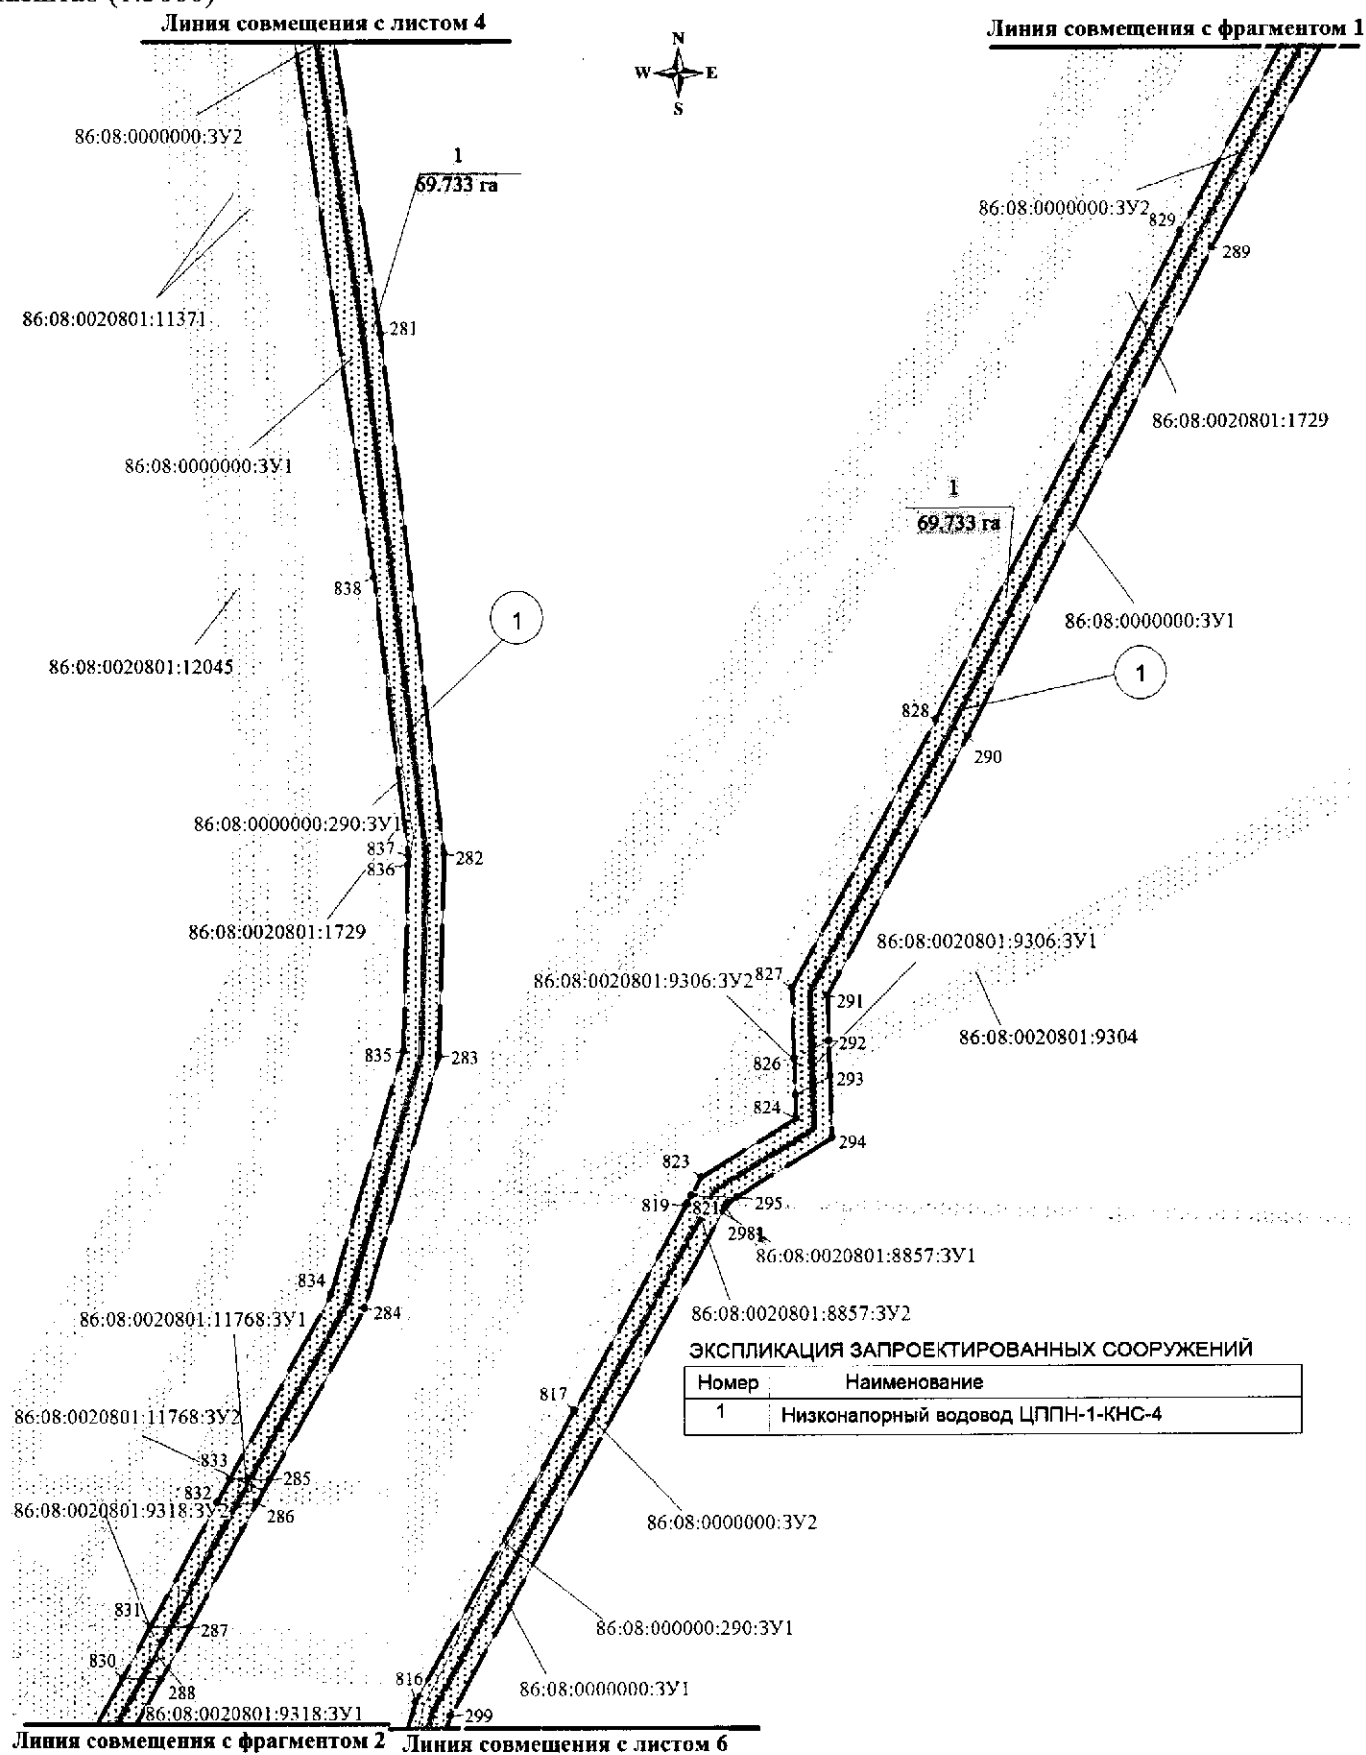 Линия совмещения с листом 4
Линия совмещения с фрагментом 1
N
W E
S
86:08:0000000:ЗУ2
1
69.733 га
86:08:0020801:11371
281
86:08:0000000:ЗУ1
838
1
86:08:0020801:12045
86:08:0000000:290:ЗУ1
837
836
282
86:08:0020801:1729
835
283
834
284
86:08:0020801:11768:ЗУ1
86:08:0020801:11768:ЗУ2
833
285
832
286
86:08:0020801:9318:ЗУ2
831
287
830
288
86:08:0020801:9318:ЗУ1
Линия совмещения с фрагментом 2
86:08:0000000:ЗУ2
829
289
86:08:0020801:1729
1
69.733 га
86:08:0000000:ЗУ1
1
828
290
86:08:0020801:9306:ЗУ1
86:08:0020801:9306:ЗУ2
827
291
86:08:0020801:9304
292
826
293
824
294
823
819
821
295
86:08:0020801:8857:ЗУ1
86:08:0020801:8857:ЗУ2
ЭКСПЛИКАЦИЯ ЗАПРОЕКТИРОВАННЫХ СООРУЖЕНИЙ
Номер Наименование
1 Низконапорный водовод ЦППН-1-КНС-4
817
86:08:0000000:ЗУ2
86:08:000000:290:ЗУ1
816
86:08:0000000:ЗУ1
299
Линия совмещения с листом 6